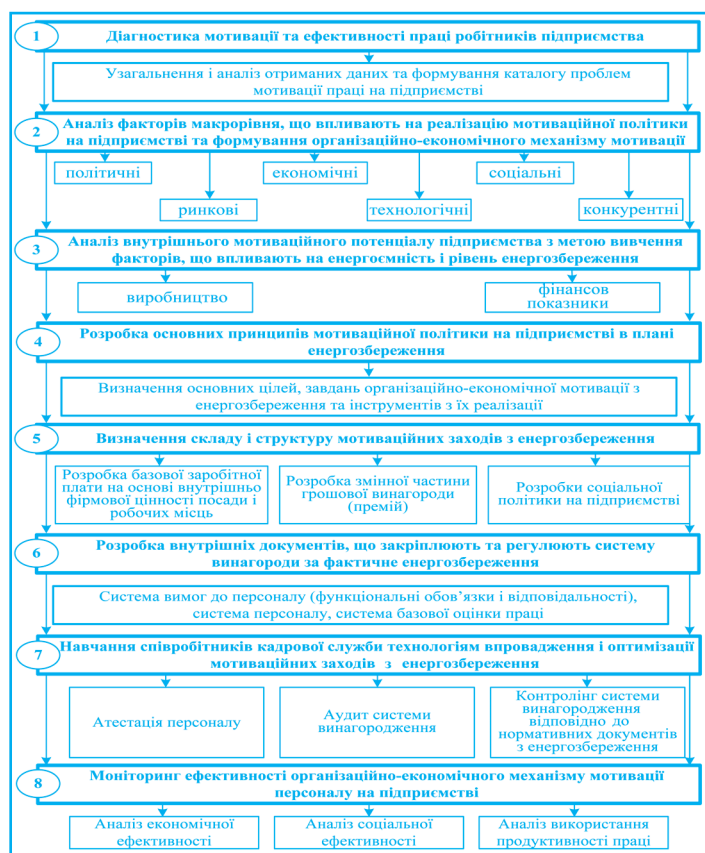 1
Діагностика мотивації та ефективності праці робітників підприємства
Узагальнення і аналіз отриманих даних та формування каталогу проблем
мотивації праці на підприємстві
2
Аналіз факторів макрорівня, що впливають на реалізацію мотиваційної політики
на підприємстві та формування організаційно-економічного механізму мотивації
політичні
економічні
соціальні
ринкові
технологічні
конкурентні
3
Аналіз внутрішнього мотиваційного потенціалу підприємства з метою вивчення
факторів, що впливають на енергоємність і рівень енергозбереження
виробництво
фінансов
показники
4
Розробка основних принципів мотиваційної політики на підприємстві в плані
енергозбереження
Визначення основних цілей, завдань організаційно-економічної мотивації з
енергозбереження та інструментів з їх реалізації
5
Визначення складу і структуру мотиваційних заходів з енергозбереження
Розробка базової заробітної
плати на основі внутрішньо
фірмової цінності посади і
робочих місць
Розробка змінної частини
грошової винагороди
(премій)
Розробки соціальної
політики на підприємстві
6
Розробка внутрішніх документів, що закріплюють та регулюють систему
винагороди за фактичне енергозбереження
Система вимог до персоналу (функціональні обов’язки і відповідальності),
система персоналу, система базової оцінки праці
7
Навчання співробітників кадрової служби технологіям впровадження і оптимізації
мотиваційних заходів з енергозбереження
Атестація персоналу
Аудит системи
винагородження
Контролінг системи
винагородження
відповідно до
нормативних документів
з енергозбереження
8
Моніторинг ефективності організаційно-економічного механізму мотивації
персоналу на підприємстві
Аналіз економічної
ефективності
Аналіз соціальної
ефективності
Аналіз використання
продуктивності праці